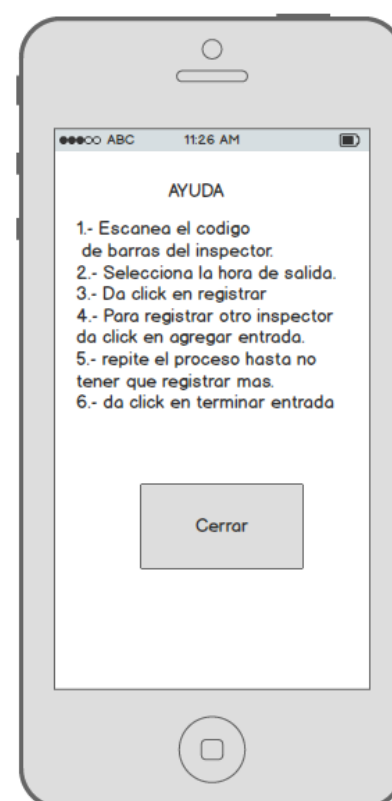 ABC 11:26 AM
AYUDA
1.- Escanea el codigo
de barras del inspector.
2.- Selecciona la hora de salida.
3.- Da click en registrar
4.- Para registrar otro inspector
da click en agregar entrada.
5.- repite el proceso hasta no
tener que registrar mas.
6.- da click en terminar entrada
Cerrar